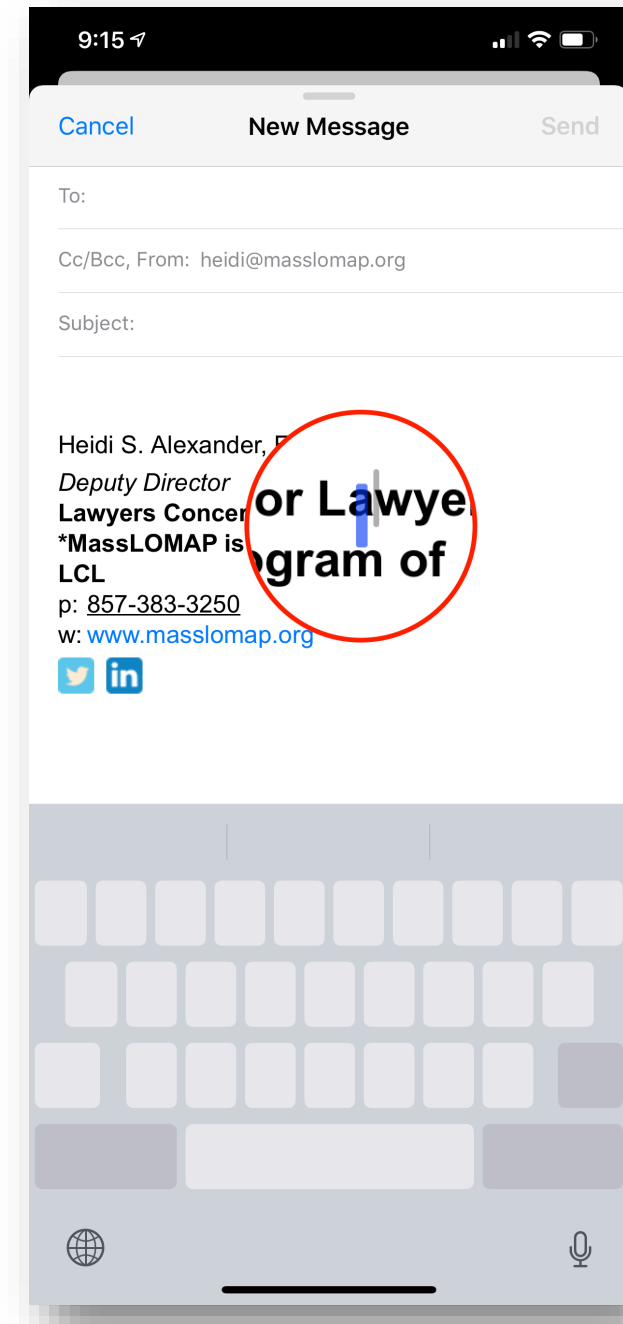 9:15
Cancel New Message Send
To:
Cc/Bcc, From: heidi@masslomap.org
Subject:
Heidi S. Alexander,
Deputy Director
Lawyers Concer or Lawye
*MassLOMAP is ogram of
LCL
p: 857-383-3250
w: www.masslomap.org
in